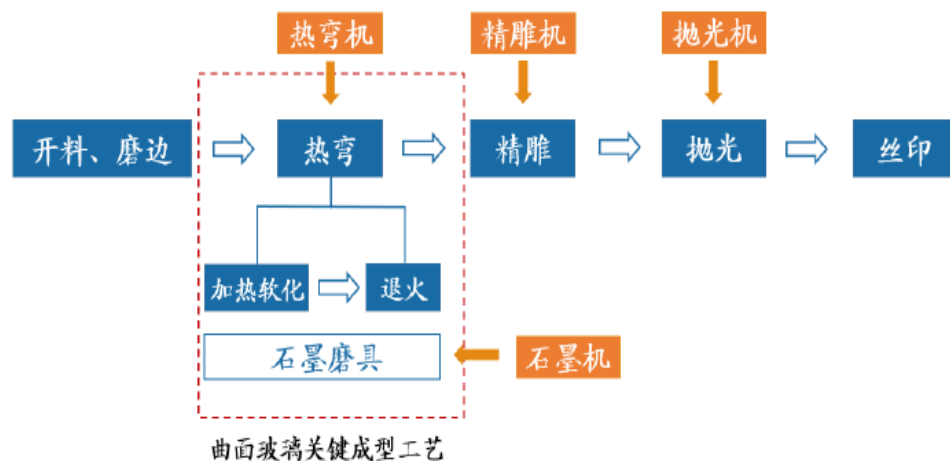 热弯机
精雕机
抛光机
开料、磨边
热弯
精雕
抛光
丝印
加热软化
退火
石墨磨具
石墨机
曲面玻璃关键成型工艺